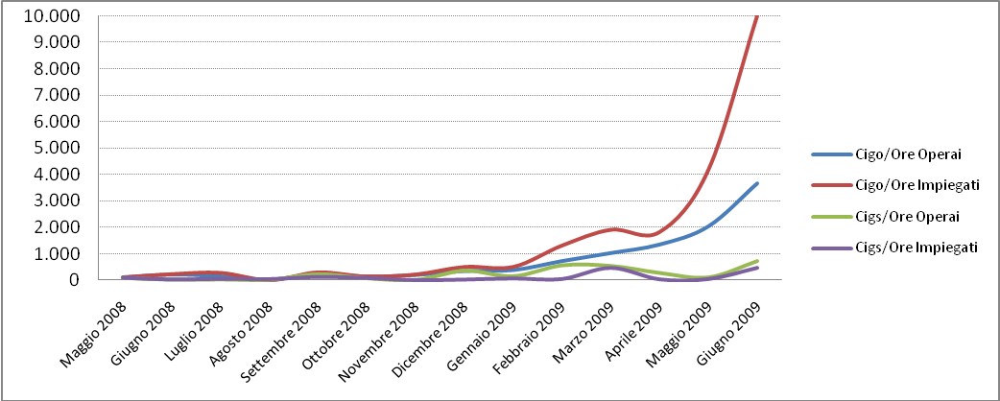 10.000
9.000
8.000
7.000
6.000
5.000
4.000
3.000
2.000
1.000
0
Maggio 2008
Giugno 2008
Luglio 2008
Agosto 2008
Settembre 2008
Ottobre 2008
Novembre 2008
Dicembre 2008
Gennaio 2009
Febbraio 2009
Marzo 2009
Aprile 2009
Maggio 2009
Giugno 2009
Cigo/Ore Operai
Cigo/Ore Impiegati
Cigs/Ore Operai
Cigs/Ore Impiegati